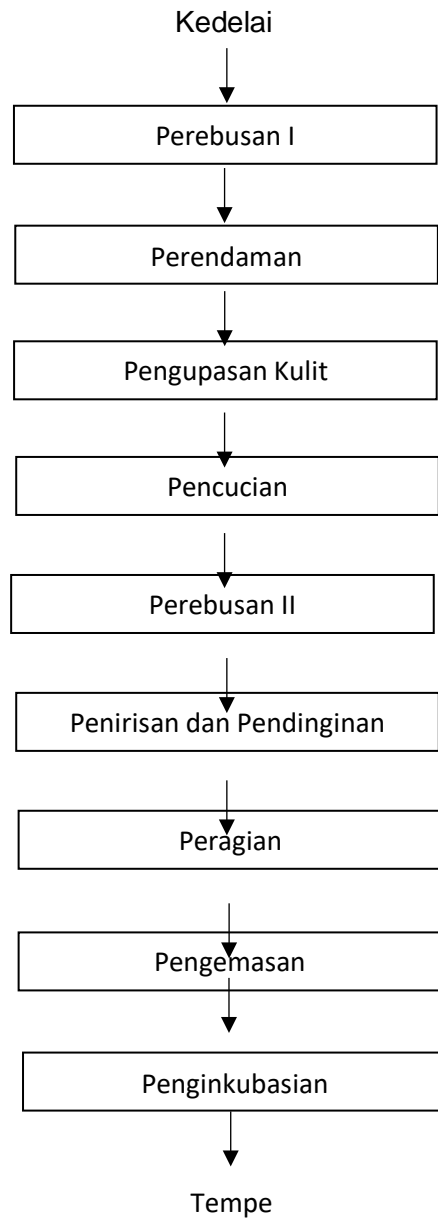 Kedelai
Perebusan I
Perendaman
Pengupasan Kulit
Pencucian
Perebusan II
Penirisan dan Pendinginan
Peragian
Pengemasan
Penginkubasian
Tempe